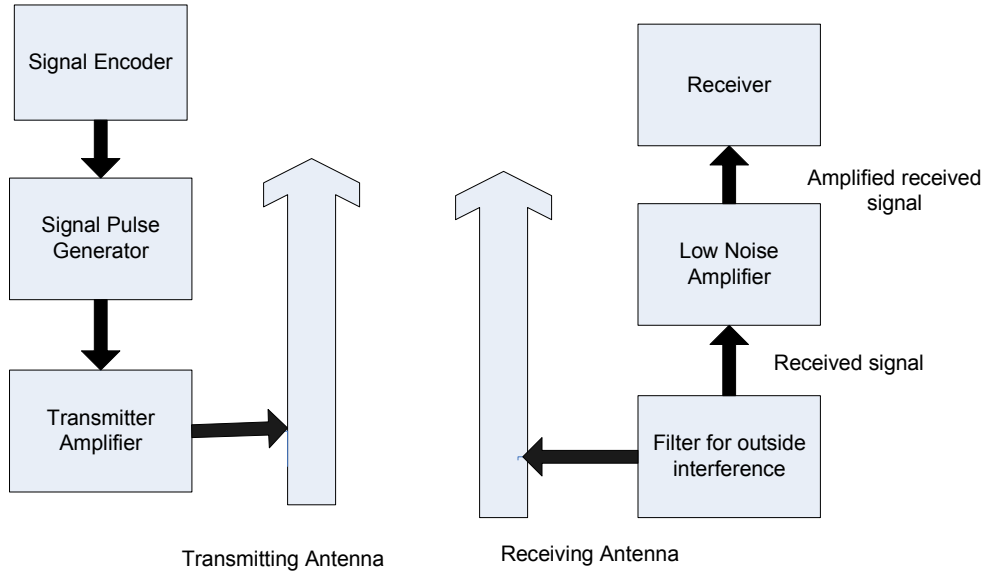 Signal Encoder
Signal Pulse
Generator
Transmitter
Amplifier
Transmitting Antenna
Receiving Antenna
Receiver
Amplified received
signal
Low Noise
Amplifier
Received signal
Filter for outside
interference